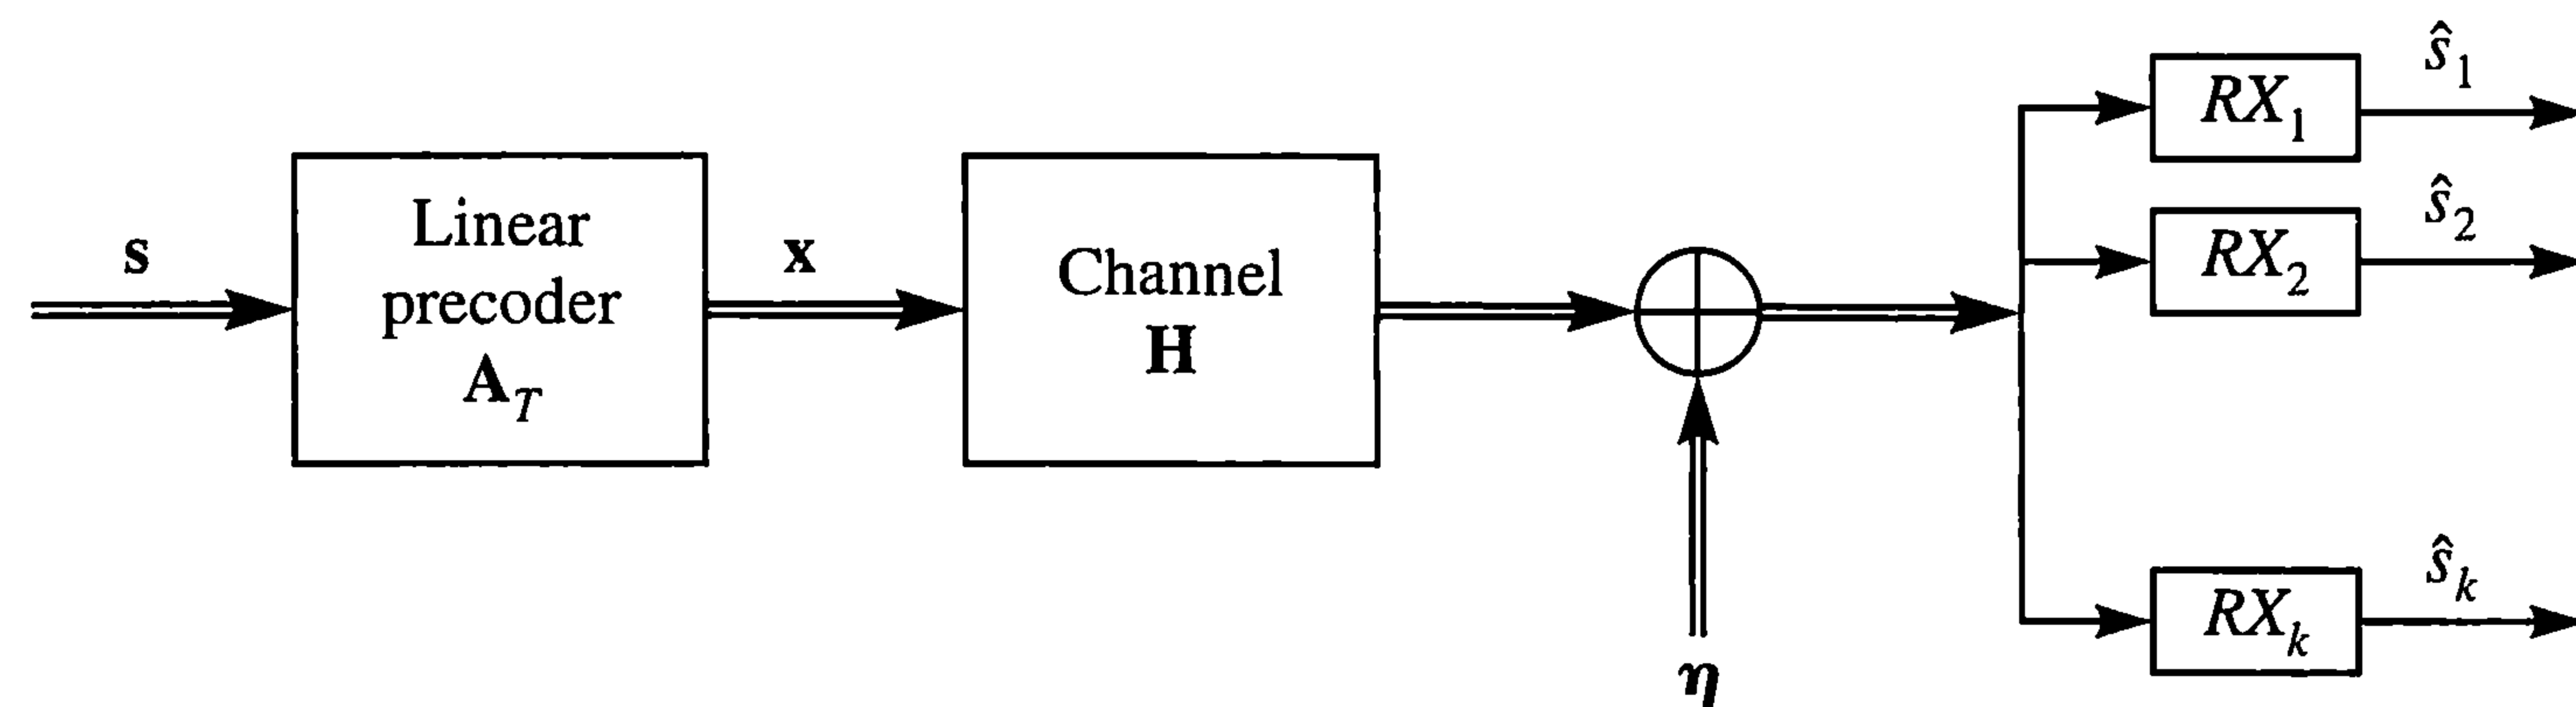 s
Linear
precoder
A_T
x
Channel
H
η
RX_1
ŝ_1
RX_2
ŝ_2
RX_k
ŝ_k